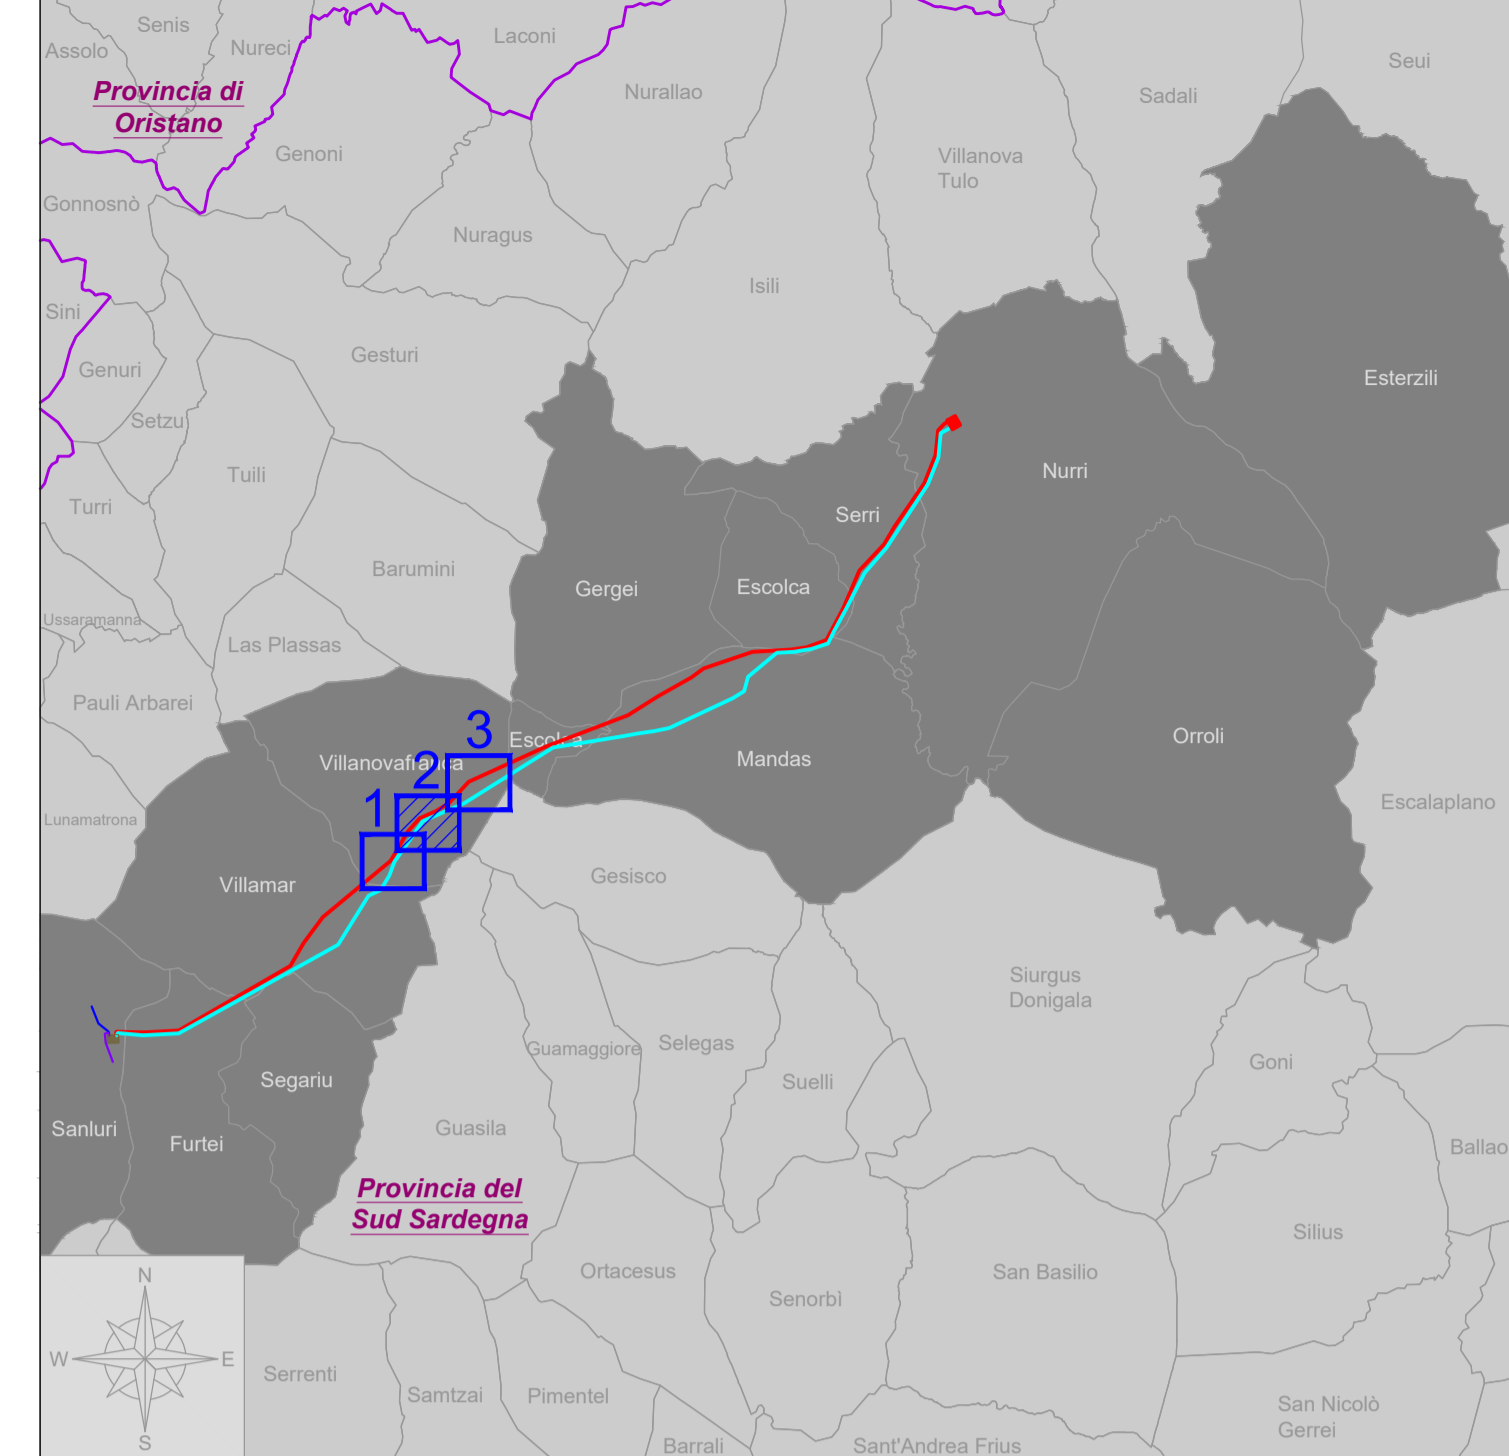 Senis
Laconi
Nureci
Assolo
Seui
Provincia di
Oristano
Nurallao
Sadali
Genoni
Villanova
Tulo
Gonnosnò
Nuragus
Isili
Sini
Gesturi
Genuri
Esterzili
Setzu
Tuili
Nurri
Turri
Serri
Barumini
Gergei
Escolca
Ussaramanna
Las Plassas
Pauli Arbarei
3
Escolca
Orroli
Villanovafranca
Mandas
2
1
Escalaplano
Lunamatrona
Gesisco
Villamar
Siurgus
Donigala
Guamaggiore
Selegas
Goni
Segariu
Suelli
Sanluri
Guasila
Furtei
Ballao
Provincia del
Sud Sardegna
Silius
Ortacesus
San Basilio
N
Senorbì
W
E
Serrenti
Samtzai
Pimentel
San Nicolò
Gerrei
S
Barrali
Sant'Andrea Frius